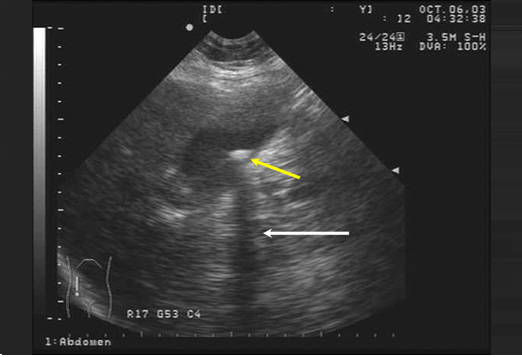 ID[ : Y] OCT.06,03
[ : 12 04:32:38
24/24 3.5M S-H
13Hz DVA: 100%
R17 G53 C4
1:Abdomen